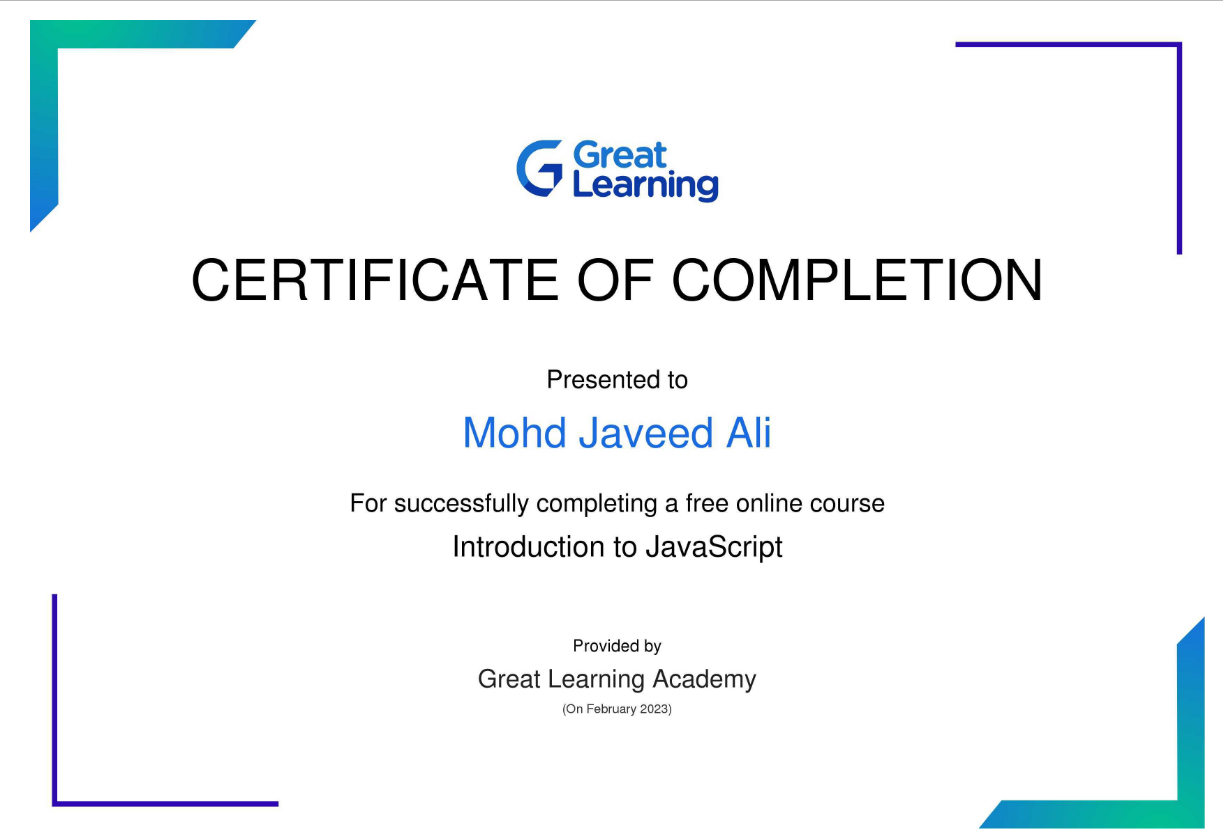 Great
Learning
CERTIFICATE OF COMPLETION
Presented to
Mohd Javeed Ali
For successfully completing a free online course
Introduction to JavaScript
Provided by
Great Learning Academy
(On February 2023)